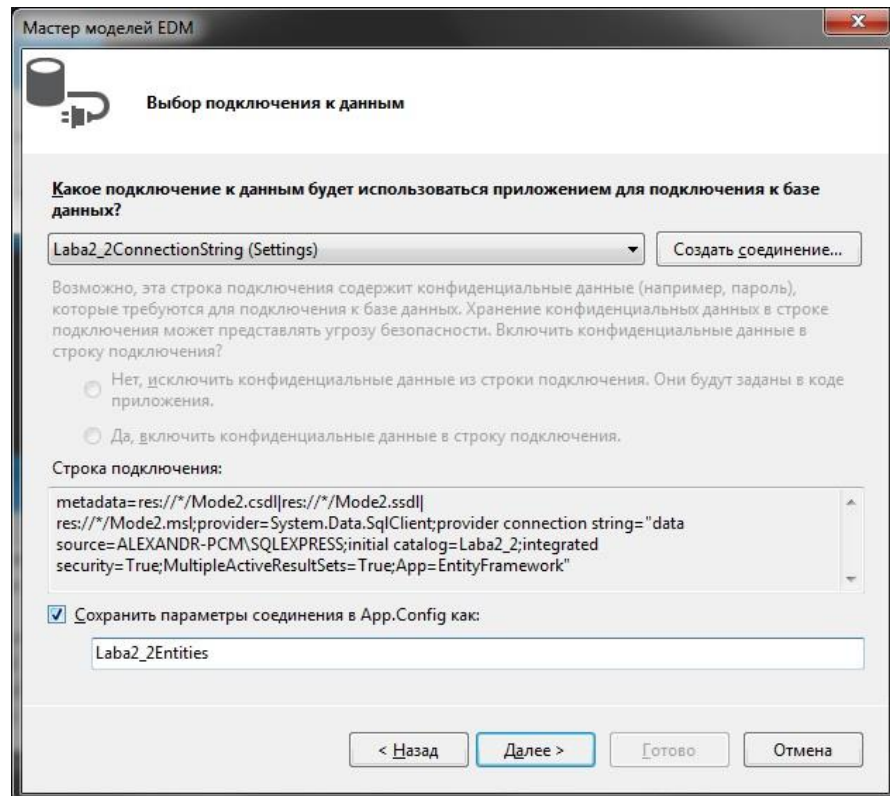 Мастер моделей EDM
Выбор подключения к данным
Какое подключение к данным будет использоваться приложением для подключения к базе
данных?
Laba2_2ConnectionString (Settings)
Создать соединение...
Возможно, эта строка подключения содержит конфиденциальные данные (например, пароль),
которые требуются для подключения к базе данных. Хранение конфиденциальных данных в строке
подключения может представлять угрозу безопасности. Включить конфиденциальные данные в
строку подключения?
Нет, исключить конфиденциальные данные из строки подключения. Они будут заданы в коде
приложения.
Да, включить конфиденциальные данные в строку подключения.
Строка подключения:
metadata=res://*/Mode2.csdl|res://*/Mode2.ssdl|
res://*/Mode2.msl;provider=System.Data.SqlClient;provider connection string="data
source=ALEXANDR-PCM\SQLEXPRESS;initial catalog=Laba2_2;integrated
security=True;MultipleActiveResultSets=True;App=EntityFramework"
Сохранить параметры соединения в App.Config как:
Laba2_2Entities
< Назад
Далее >
Готово
Отмена